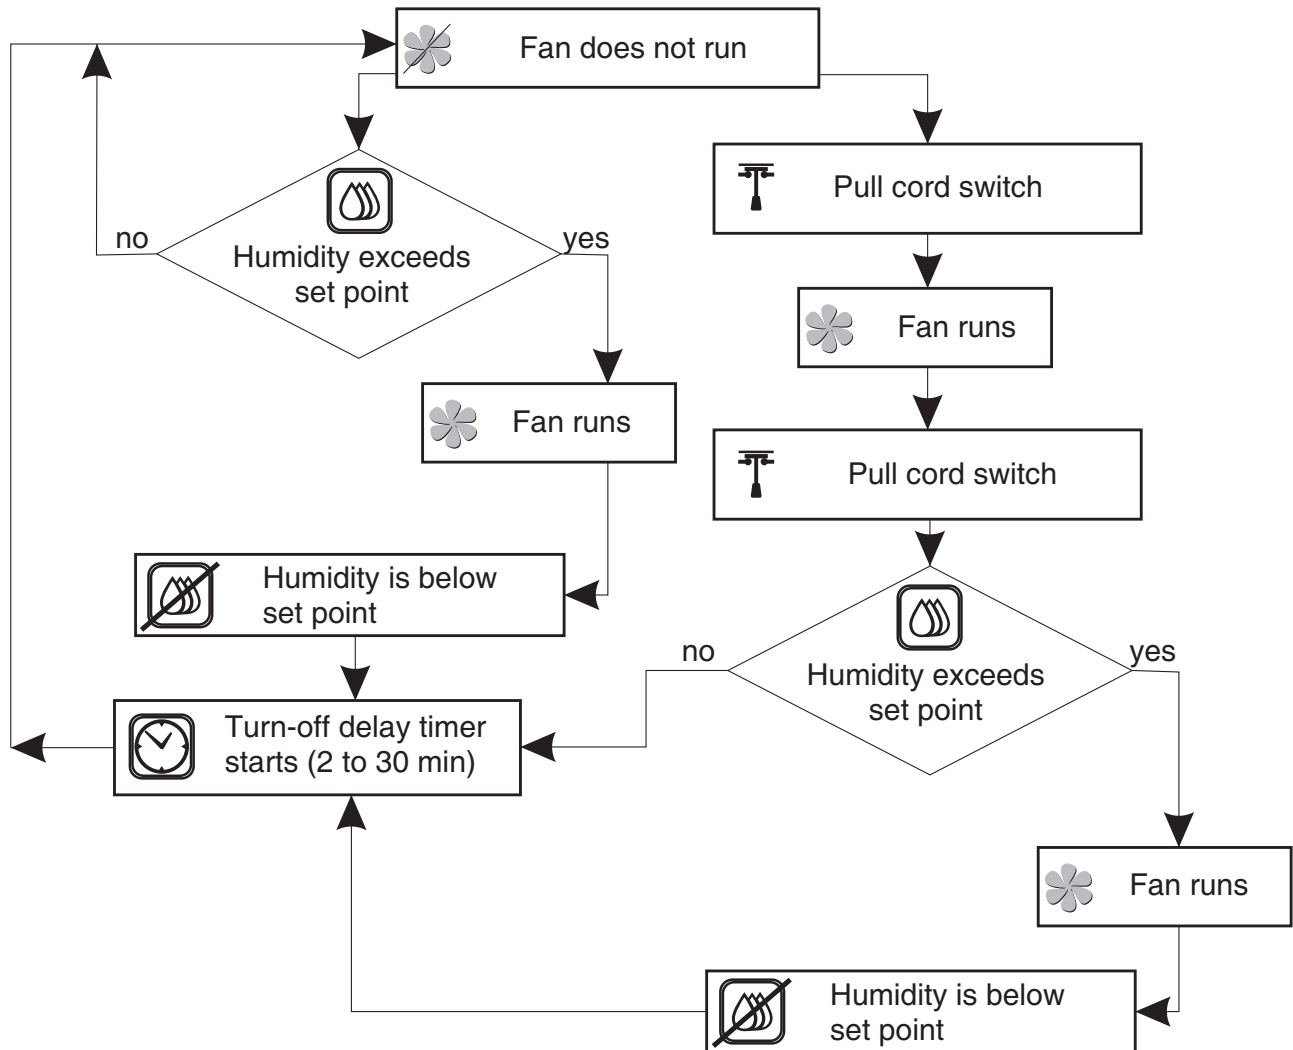 Fan does not run
Pull cord switch
no
yes
Humidity exceeds
set point
Fan runs
Fan runs
Pull cord switch
Humidity is below
set point
no
yes
Humidity exceeds
set point
Turn-off delay timer
starts (2 to 30 min)
Fan runs
Humidity is below
set point